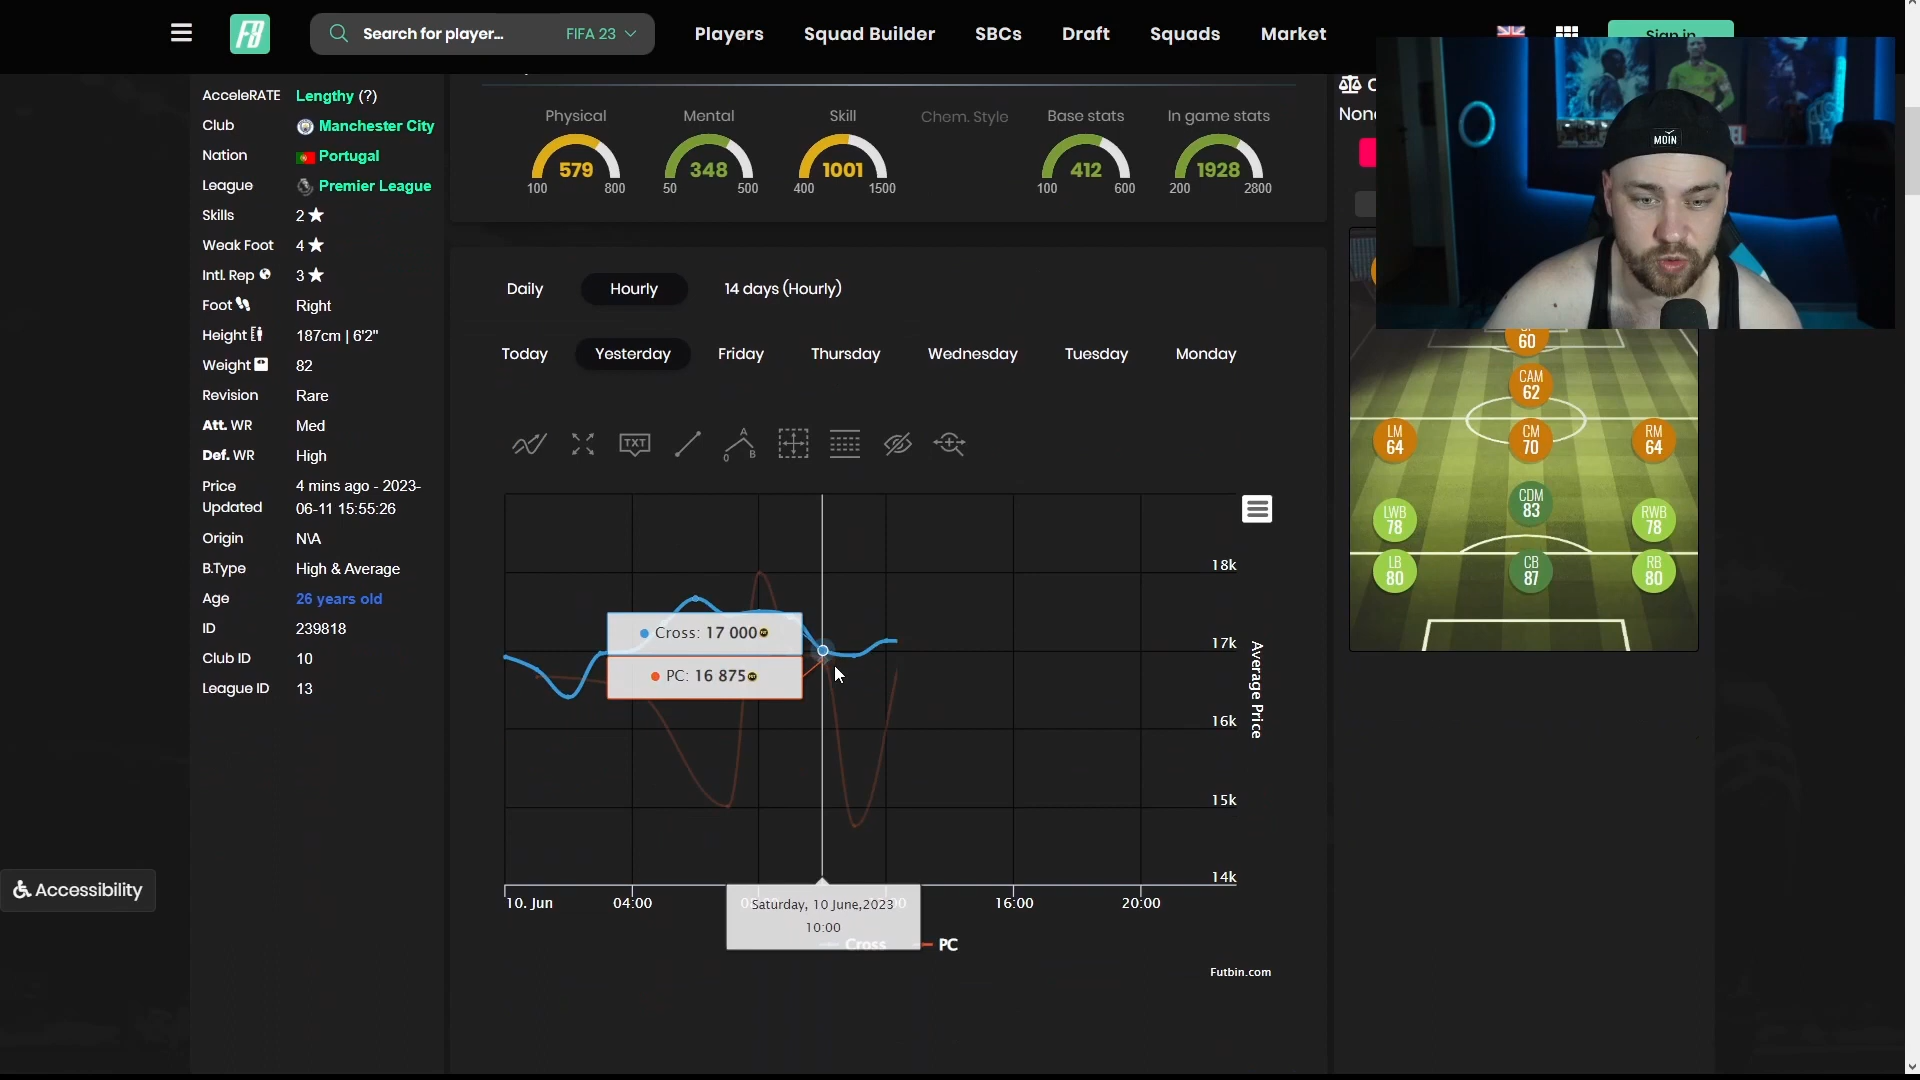 Search for player...
FIFA 23
Players
Squad Builder
SBCs
Draft
Squads
Market
Sign in
AcceleRATE Lengthy (?)
Club Manchester City
Nation Portugal
League Premier League
Skills 2
Weak Foot 4
Intl. Rep 3
Foot Right
Height 187cm | 6'2"
Weight 82
Revision Rare
Att. WR Med
Def. WR High
Price Updated 4 mins ago - 2023-
06-11 15:55:26
Origin N\A
B.Type High & Average
Age 26 years old
ID 239818
Club ID 10
League ID 13
Physical
579
100 800
Mental
348
50 500
Skill
1001
400 1500
Chem. Style
Base stats
412
100 600
In game stats
1928
200 2800
Daily
Hourly
14 days (Hourly)
Today
Yesterday
Friday
Thursday
Wednesday
Tuesday
Monday
TXT
A
0 B
18k
17k
16k
15k
14k
Average Price
Cross: 17 000
PC: 16 875
10. Jun
04:00
16:00
20:00
Saturday, 10 June,2023
10:00
Cross
PC
Futbin.com
MOIN
60
CAM
62
LM
64
CM
70
RM
64
CDM
83
LWB
78
RWB
78
LB
80
CB
87
RB
80
Accessibility